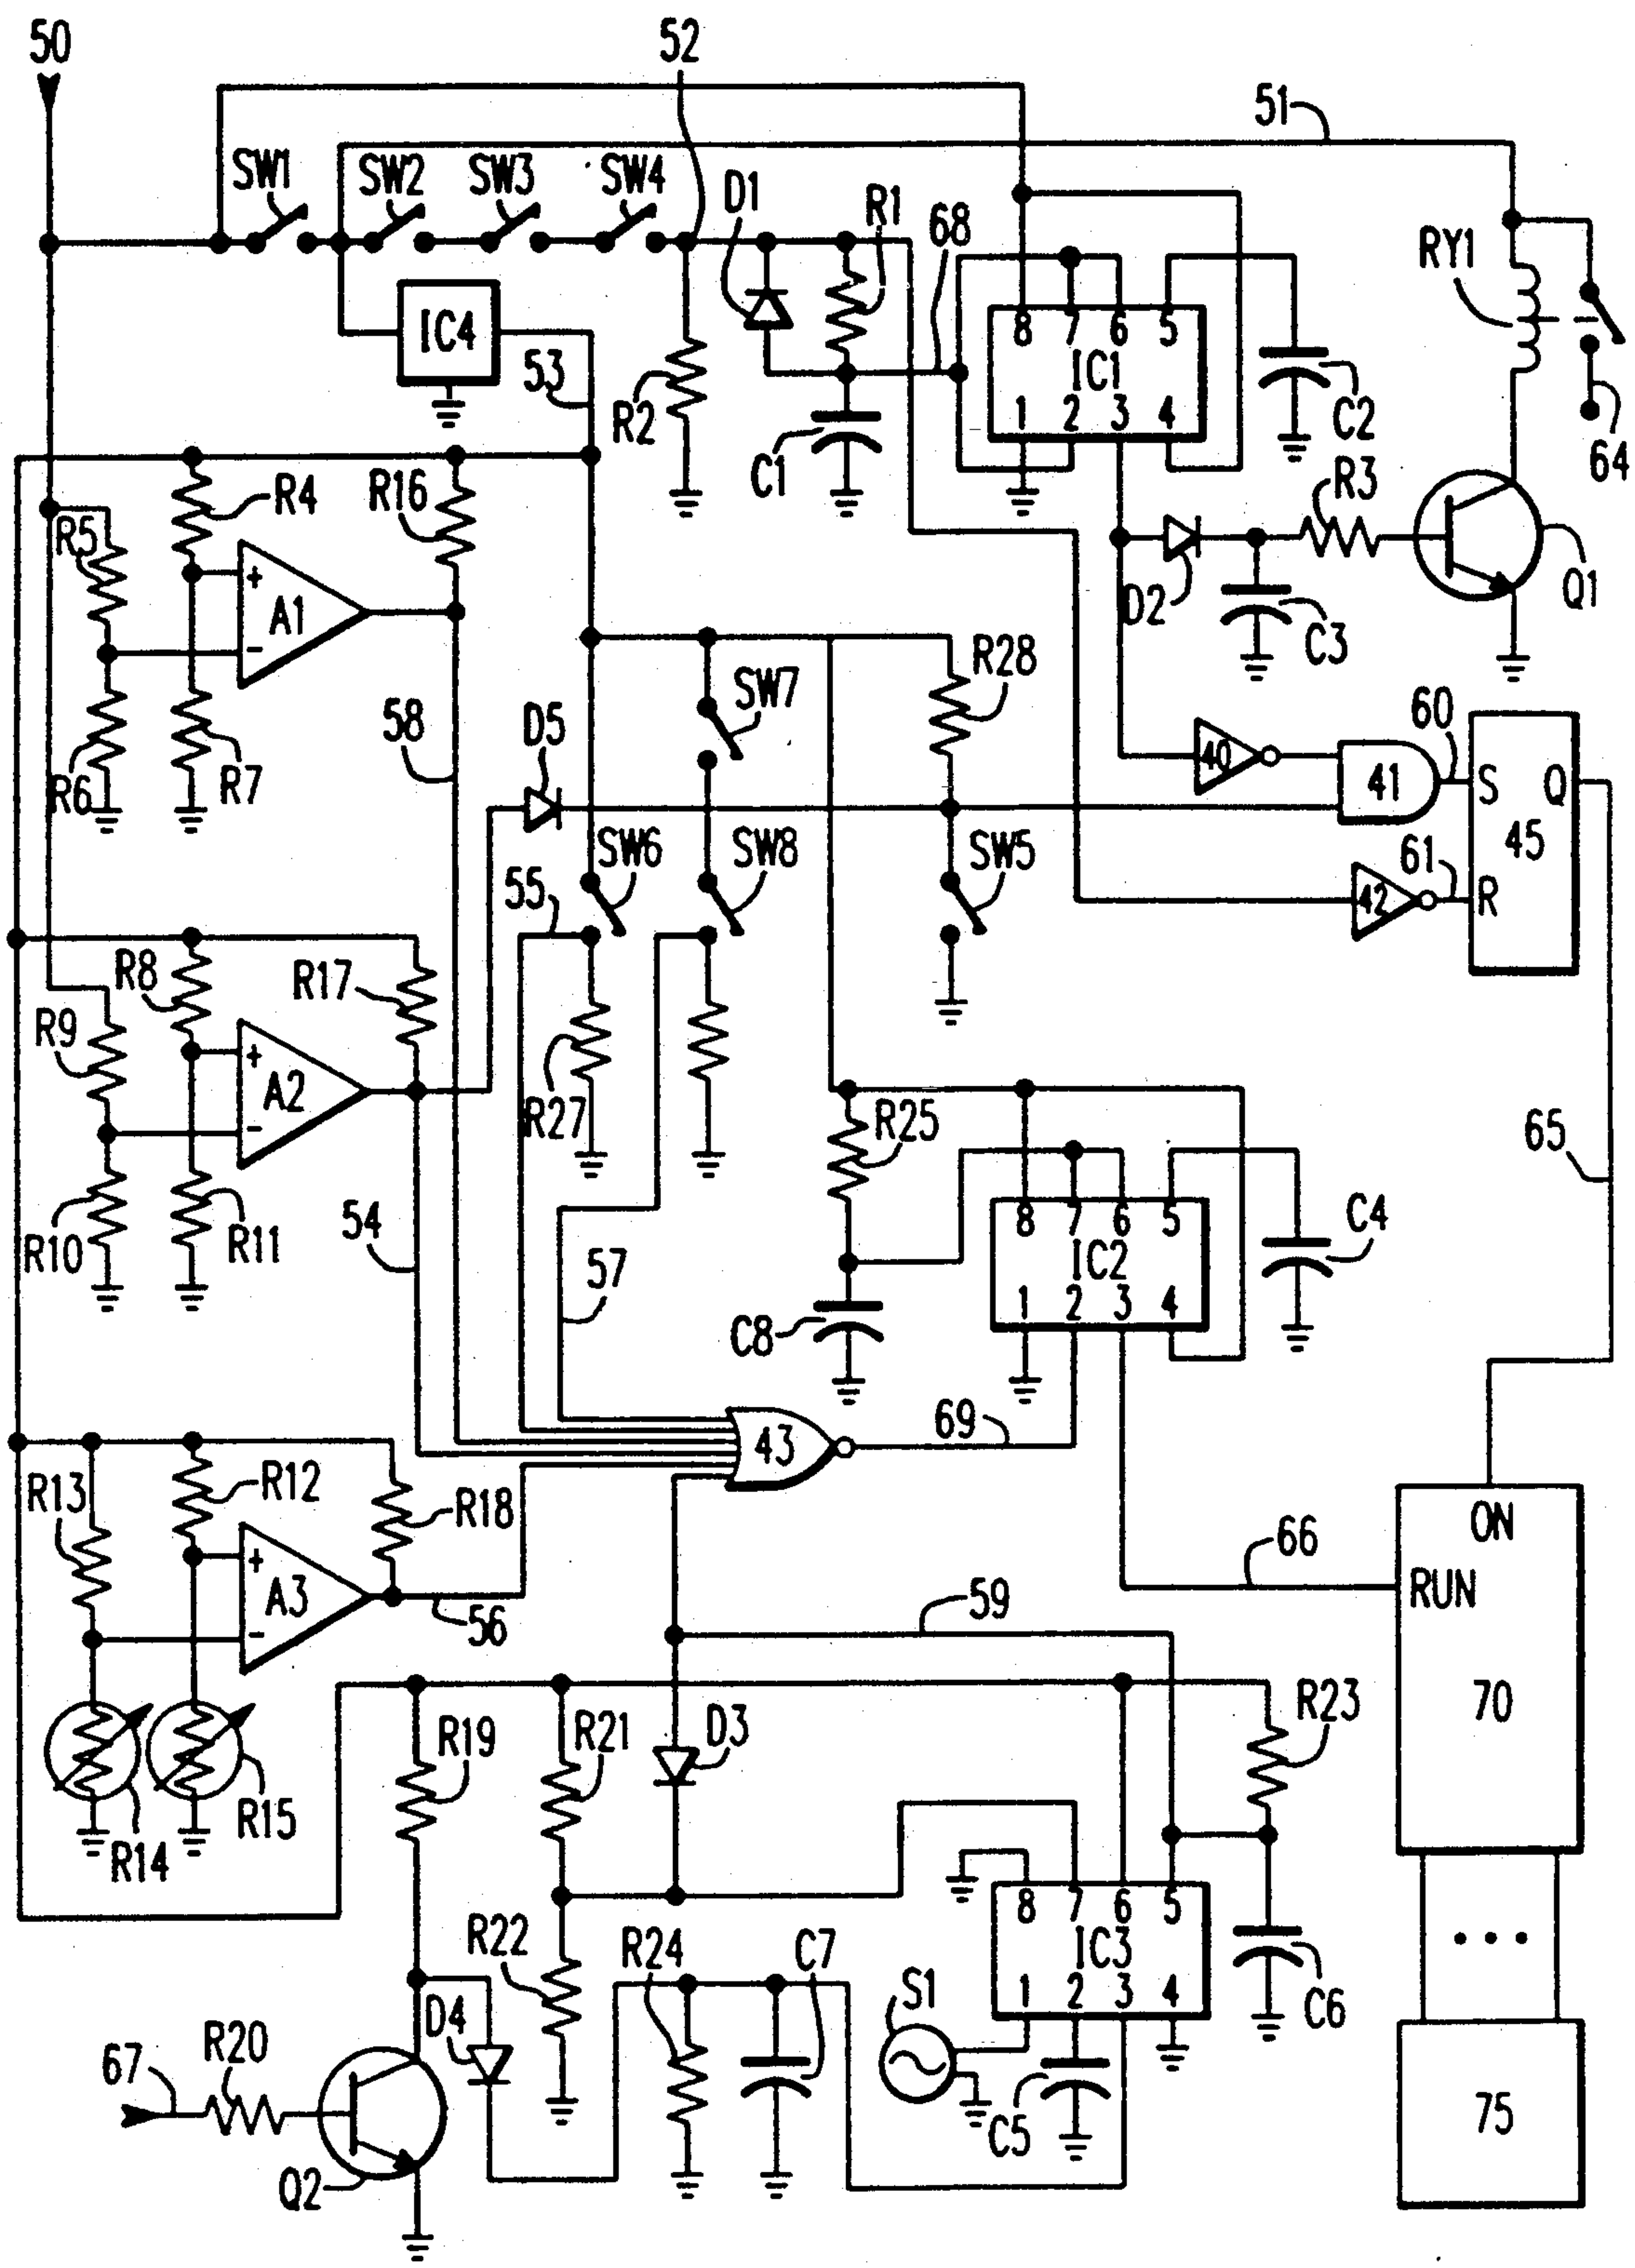 50
52
51
SW1
SW2
SW3
SW4
D1
R1
68
RY1
IC4
53
R2
C1
8 7 6 5
IC1
1 2 3 4
C2
64
R4
R16
R3
R5
+
A1
-
D2
C3
Q1
R28
SW7
58
D5
R6
R7
40
60
41
S Q
45
SW6
SW8
SW5
61
42
R
55
R8
R17
R9
+
A2
-
R27
R25
65
54
R10
R11
57
8 7 6 5
IC2
1 2 3 4
C4
C8
69
43
R13
R12
R18
ON
66
RUN
+
A3
-
56
59
70
R19
R21
D3
R23
R14
R15
8 7 6 5
IC3
1 2 3 4
R22
R24
C7
S1
C6
D4
R20
67
C5
75
Q2